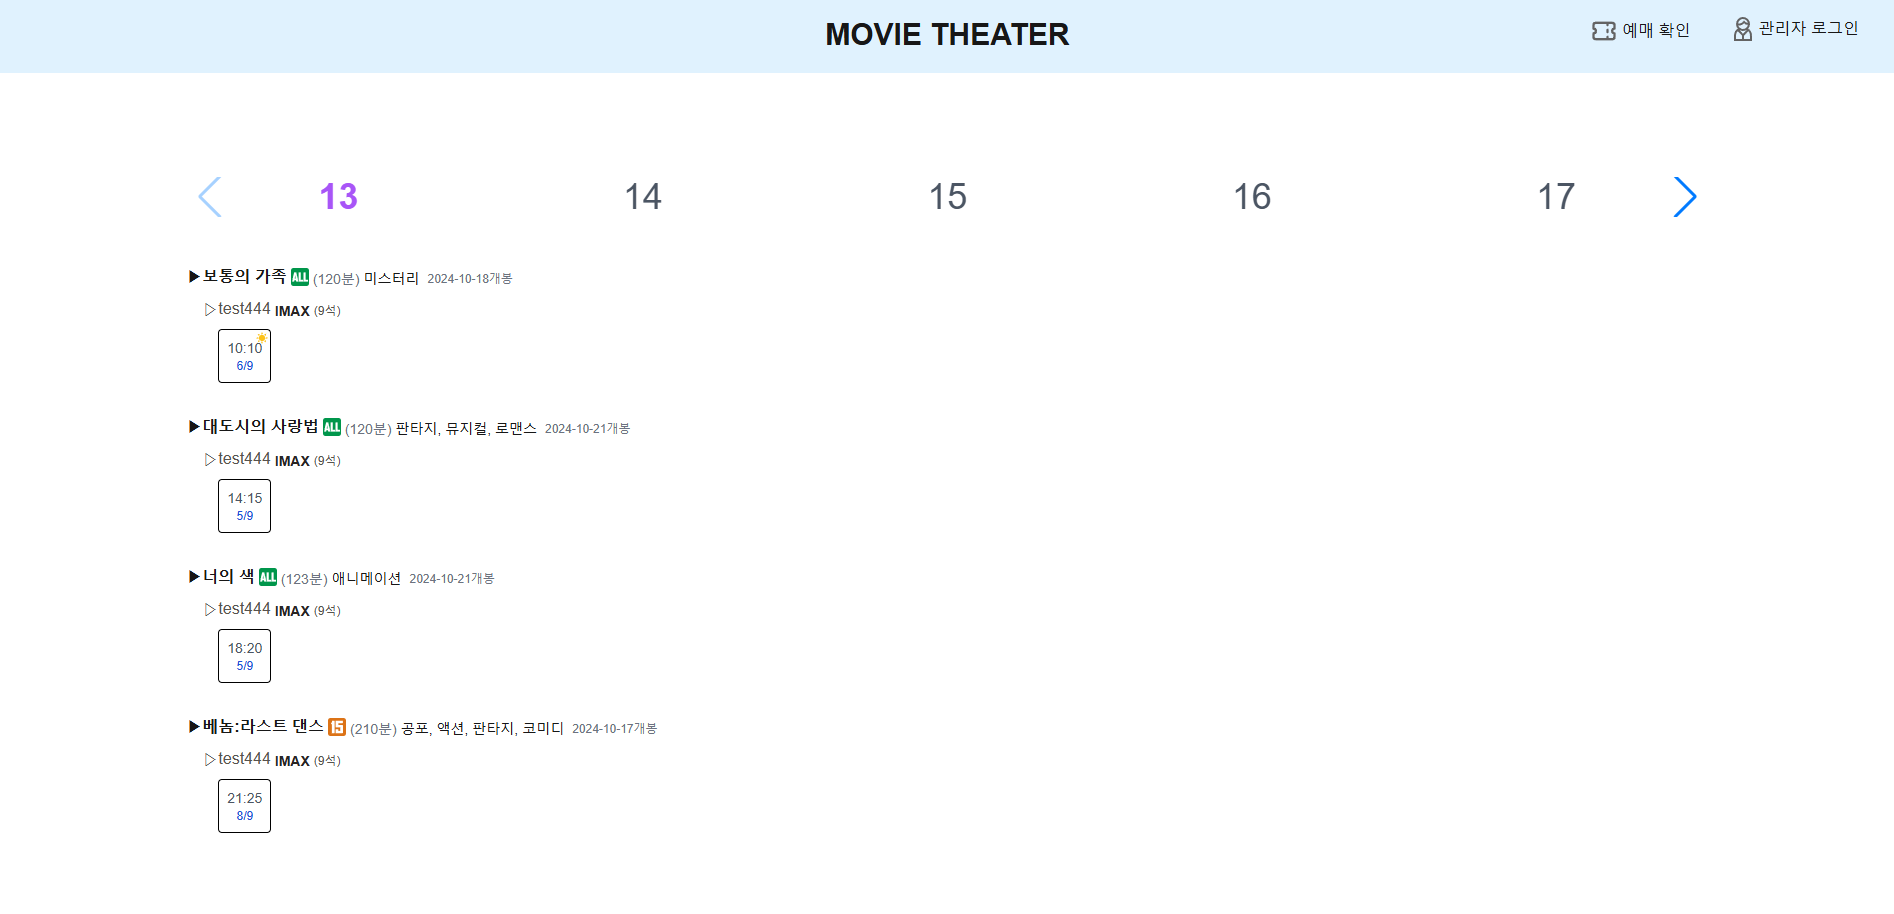 MOVIE THEATER
예매 확인
관리자 로그인
13 14 15 16 17
▶보통의 가족 ALL (120분) 미스터리 2024-10-18개봉
▷test444 IMAX (9석)
10:10
6/9
▶대도시의 사랑법 ALL (120분) 판타지, 뮤지컬, 로맨스 2024-10-21개봉
▷test444 IMAX (9석)
14:15
5/9
▶너의 색 ALL (123분) 애니메이션 2024-10-21개봉
▷test444 IMAX (9석)
18:20
5/9
▶베놈:라스트 댄스 15 (210분) 공포, 액션, 판타지, 코미디 2024-10-17개봉
▷test444 IMAX (9석)
21:25
8/9